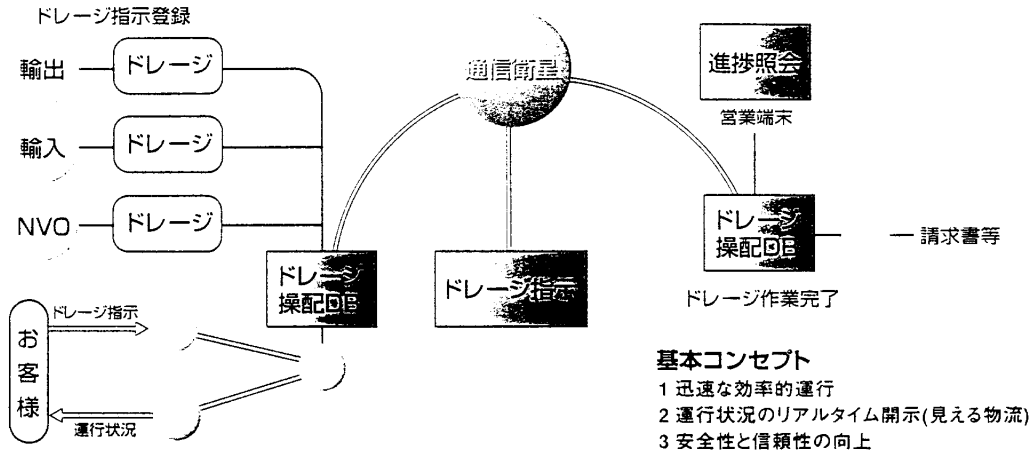 ドレージ指示登録
輸出
ドレージ
輸入
ドレージ
NVO
ドレージ
通信衛星
進捗照会
営業端末
ドレージ
操配DB
ドレージ指示
ドレージ
操配DB
請求書等
ドレージ作業完了
お客様
ドレージ指示
運行状況
基本コンセプト
1 迅速な効率的運行
2 運行状況のリアルタイム開示(見える物流)
3 安全性と信頼性の向上